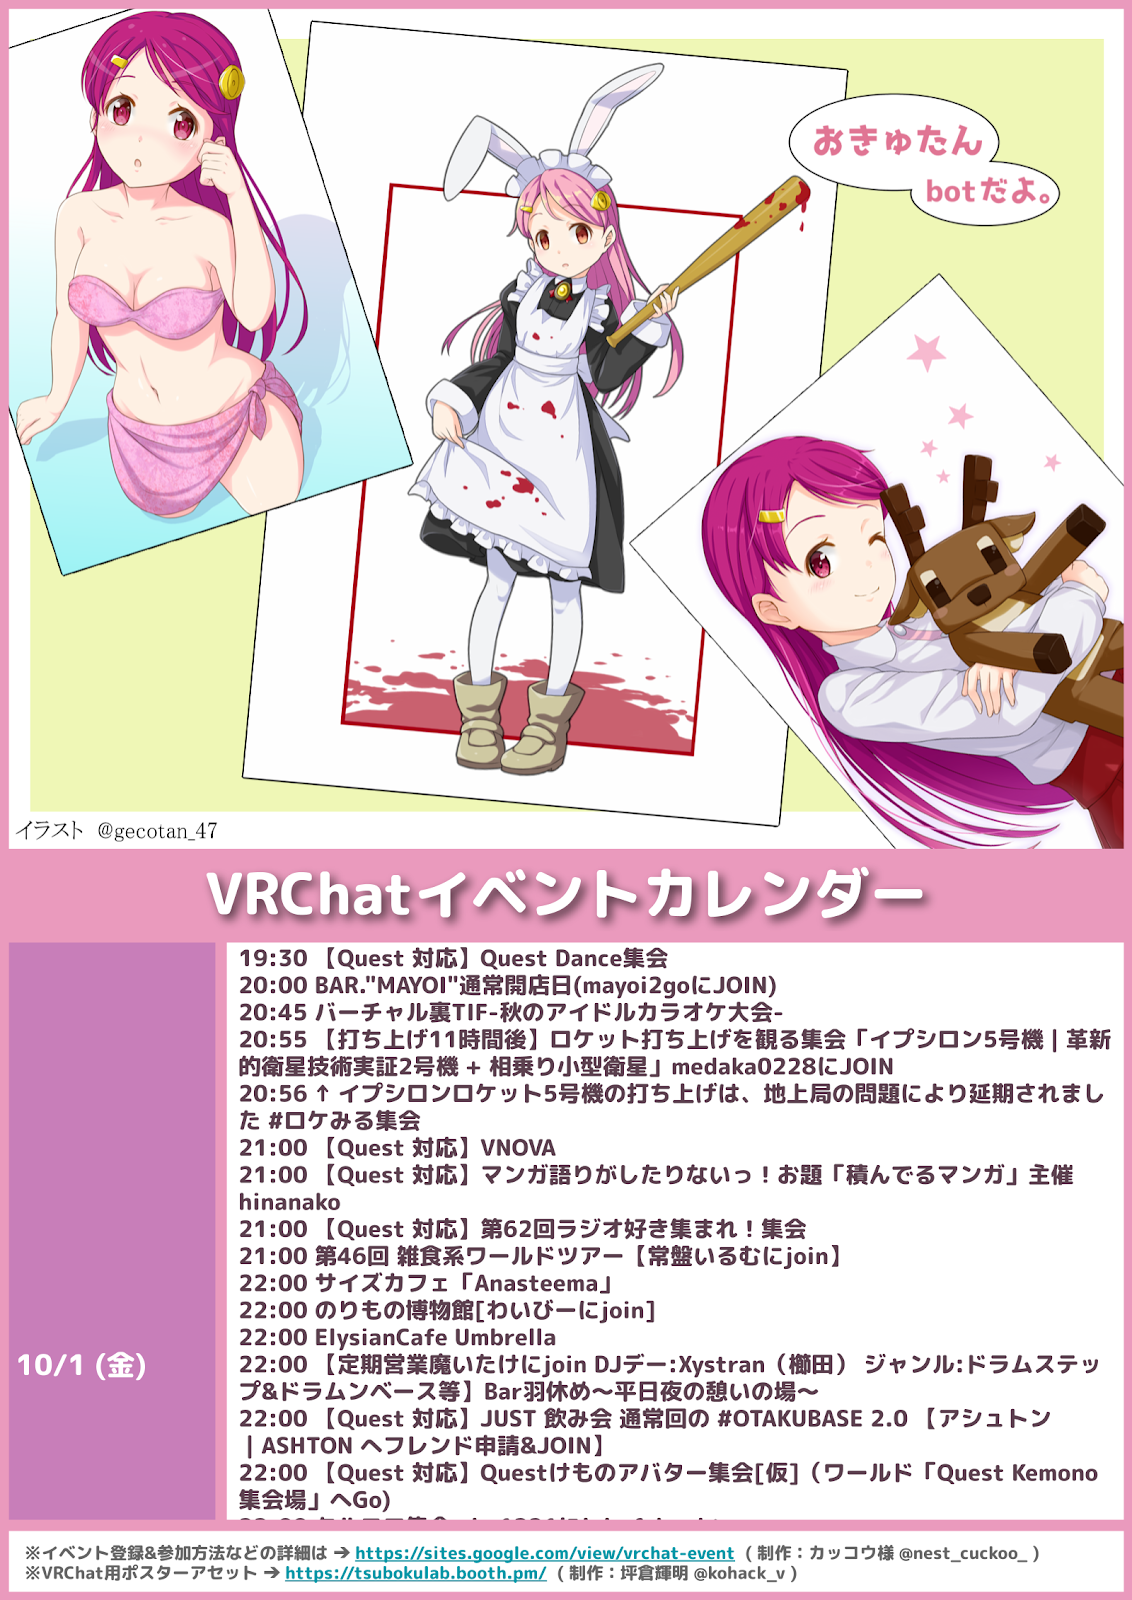 おきゅたん
botだよ。
イラスト @gecotan_47
VRChatイベントカレンダー
10/1 (金)
19:30 【Quest 対応】Quest Dance集会
20:00 BAR."MAYOI"通常開店日(mayoi2goにJOIN)
20:45 バーチャル裏TIF-秋のアイドルカラオケ大会-
20:55 【打ち上げ11時間後】ロケット打ち上げを観る集会「イプシロン5号機 | 革新
的衛星技術実証2号機 + 相乗り小型衛星」medaka0228にJOIN
20:56 ↑ イプシロンロケット5号機の打ち上げは、地上局の問題により延期されまし
た #ロケみる集会
21:00 【Quest 対応】VNOVA
21:00 【Quest 対応】マンガ語りがしたりないっ！お題「積んでるマンガ」主催
hinanako
21:00 【Quest 対応】第62回ラジオ好き集まれ！集会
21:00 第46回 雑食系ワールドツアー【常盤いるむにjoin】
22:00 サイズカフェ「Anasteema」
22:00 のりもの博物館[わいびーにjoin]
22:00 ElysianCafe Umbrella
22:00 【定期営業魔いたけにjoin DJデー:Xystran（櫛田） ジャンル:ドラムステッ
プ&ドラムンベース等】Bar羽休め～平日夜の憩いの場～
22:00 【Quest 対応】JUST 飲み会 通常回の #OTAKUBASE 2.0 【アシュトン
｜ASHTON へフレンド申請&JOIN】
22:00 【Quest 対応】Questけものアバター集会[仮]（ワールド「Quest Kemono
集会場」へGo)
※イベント登録&参加方法などの詳細は → https://sites.google.com/view/vrchat-event ( 制作：カッコウ様 @nest_cuckoo_ )
※VRChat用ポスターアセット → https://tsubokulab.booth.pm/ ( 制作：坪倉輝明 @kohack_v )